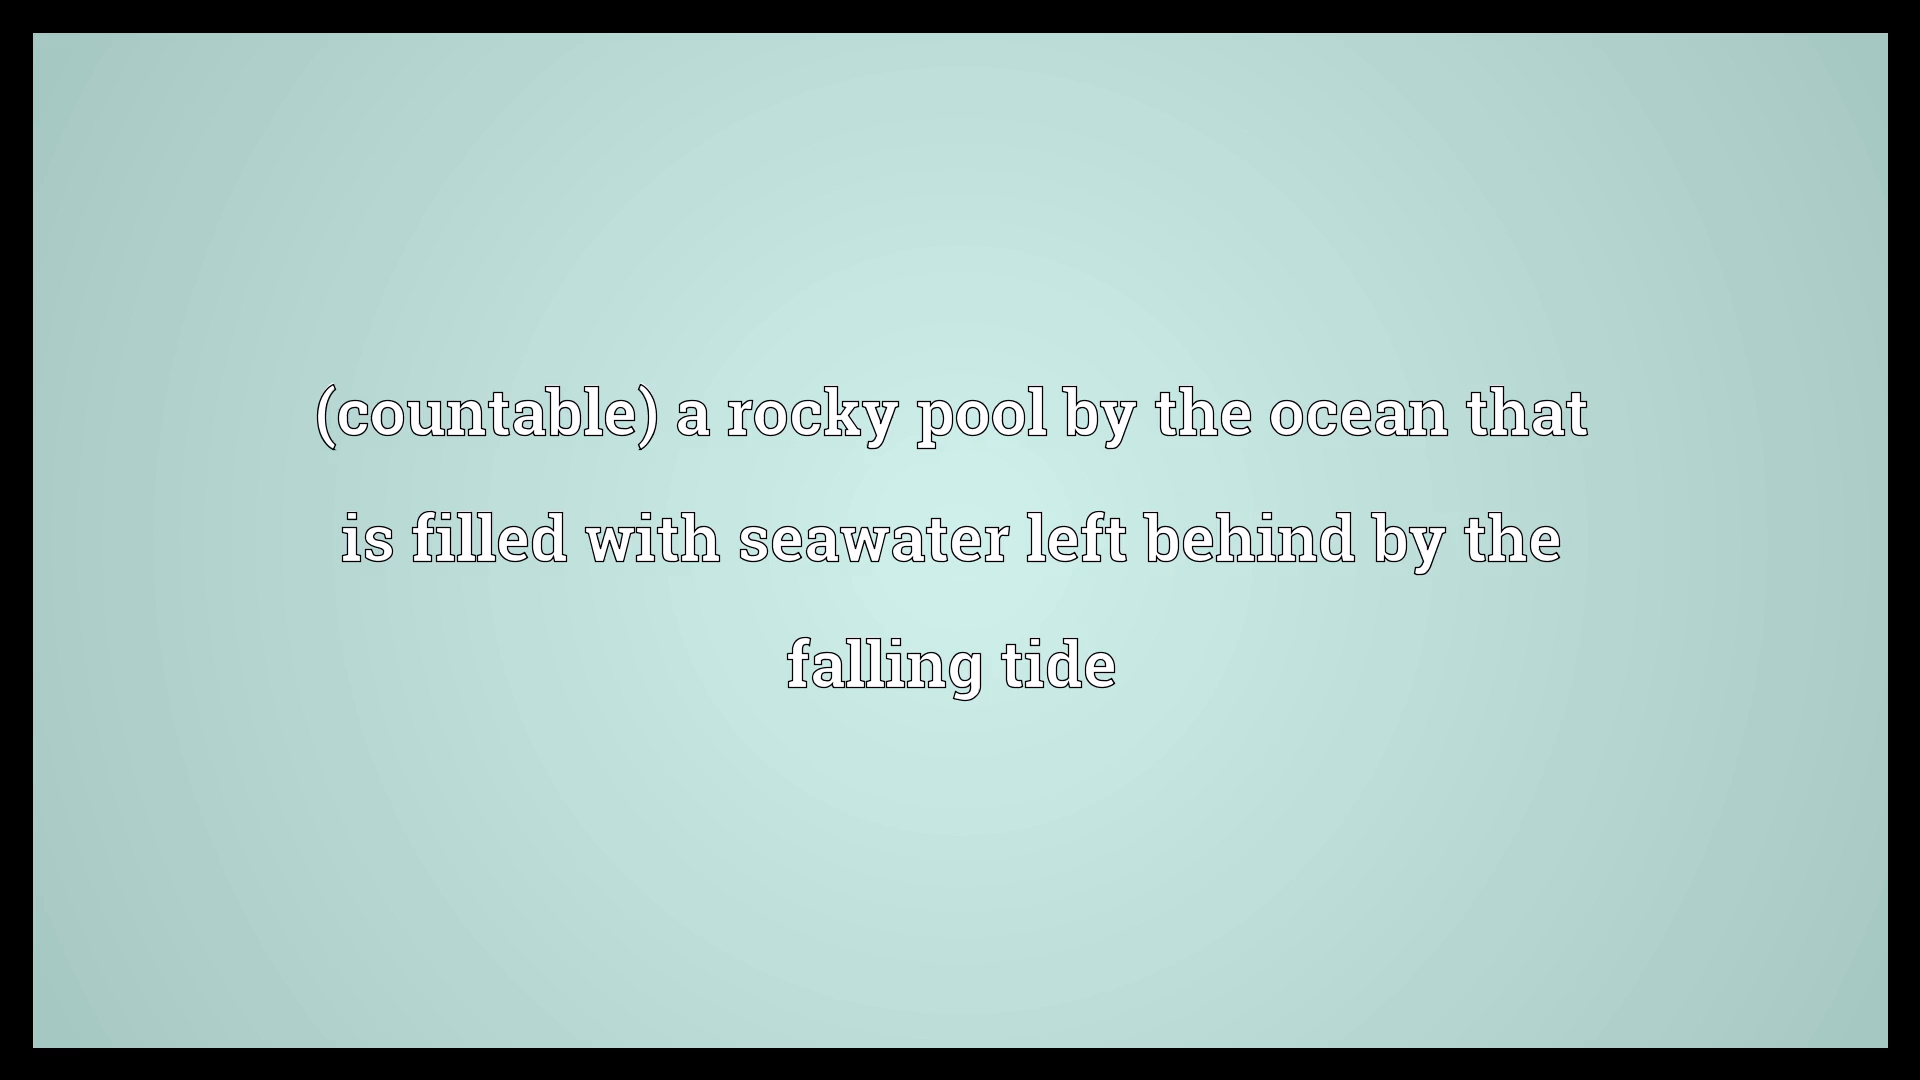 (countable) a rocky pool by the ocean that
is filled with seawater left behind by the
falling tide